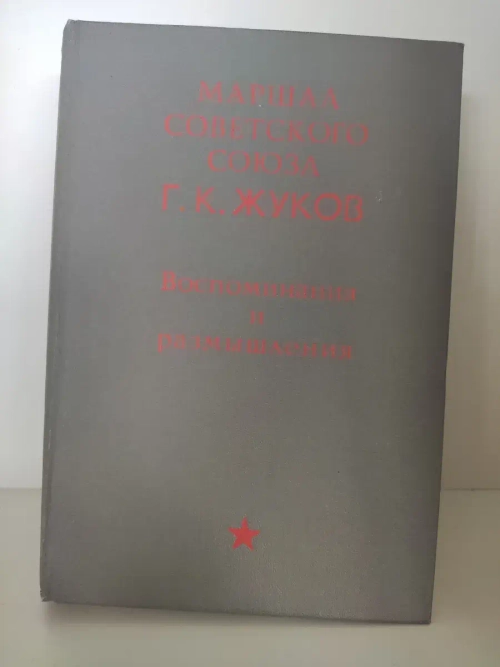 МАРШАЛ
СОВЕТСКОГО
СОЮЗА
Г. К. ЖУКОВ
Воспоминания
и
размышления